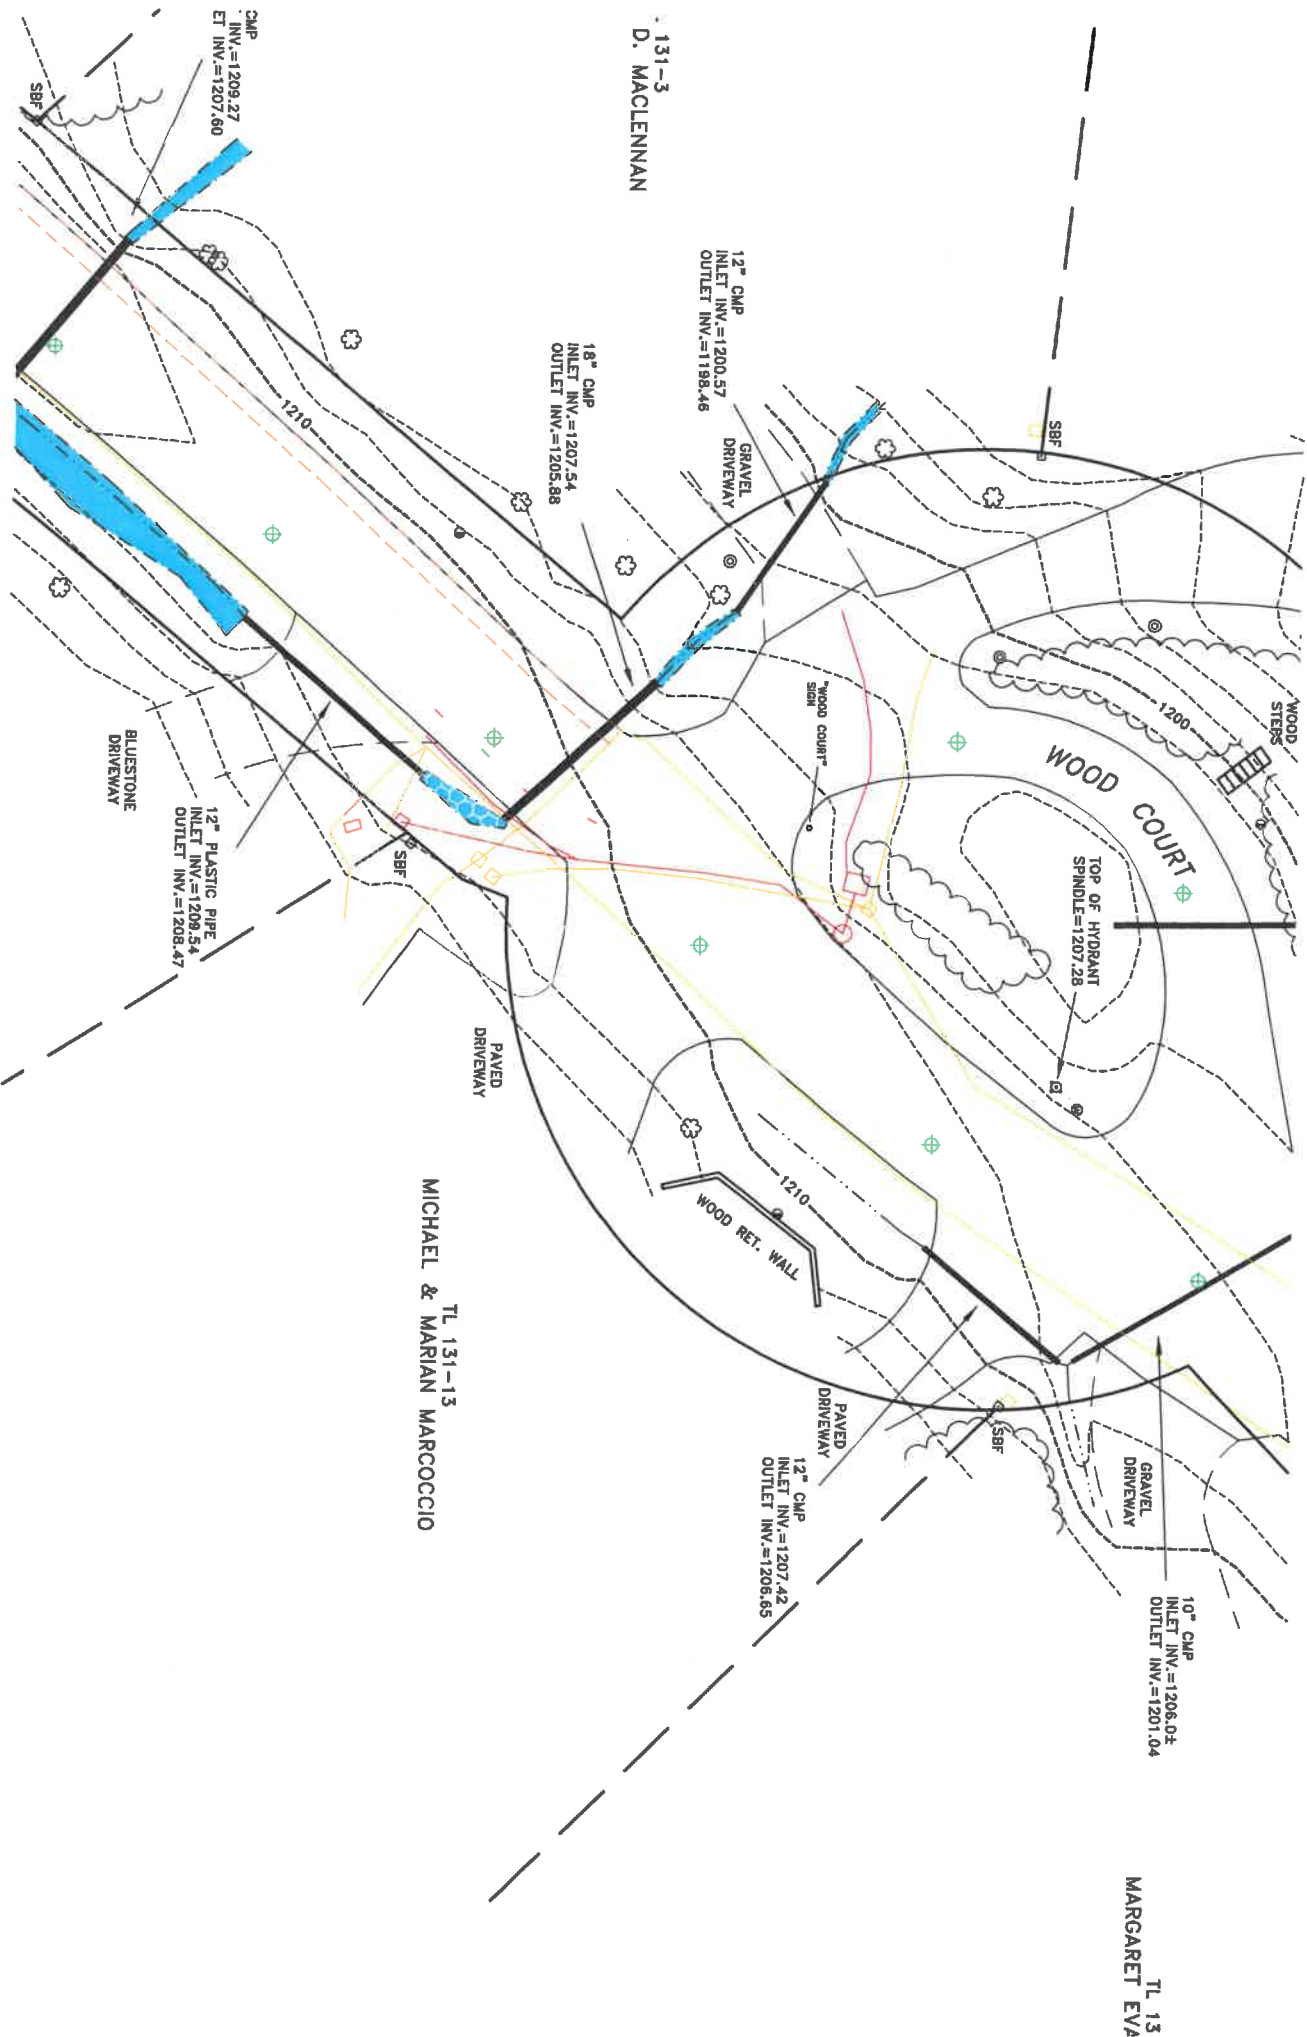 TL 13
MARGARET EVA
WOOD
STEPS
1200
WOOD COURT
TOP OF HYDRANT
SPINDLE=1207.28
10" CMP
INLET INV.=1206.0±
OUTLET INV.=1201.04
GRAVEL
DRIVEWAY
SBF
SBF
PAVED
DRIVEWAY
12" CMP
INLET INV.=1207.42
OUTLET INV.=1206.65
"WOOD COURT"
SIGN
1210
WOOD RET. WALL
GRAVEL
DRIVEWAY
12" CMP
INLET INV.=1200.57
OUTLET INV.=1198.46
131-3
D. MACLENNAN
18" CMP
INLET INV.=1207.54
OUTLET INV.=1205.88
PAVED
DRIVEWAY
TL 131-13
MICHAEL & MARIAN MARCOCCIO
SBF
1210
CMP
INV.=1209.27
ET INV.=1207.60
12" PLASTIC PIPE
INLET INV.=1209.54
OUTLET INV.=1208.47
BLUESTONE
DRIVEWAY
SBF